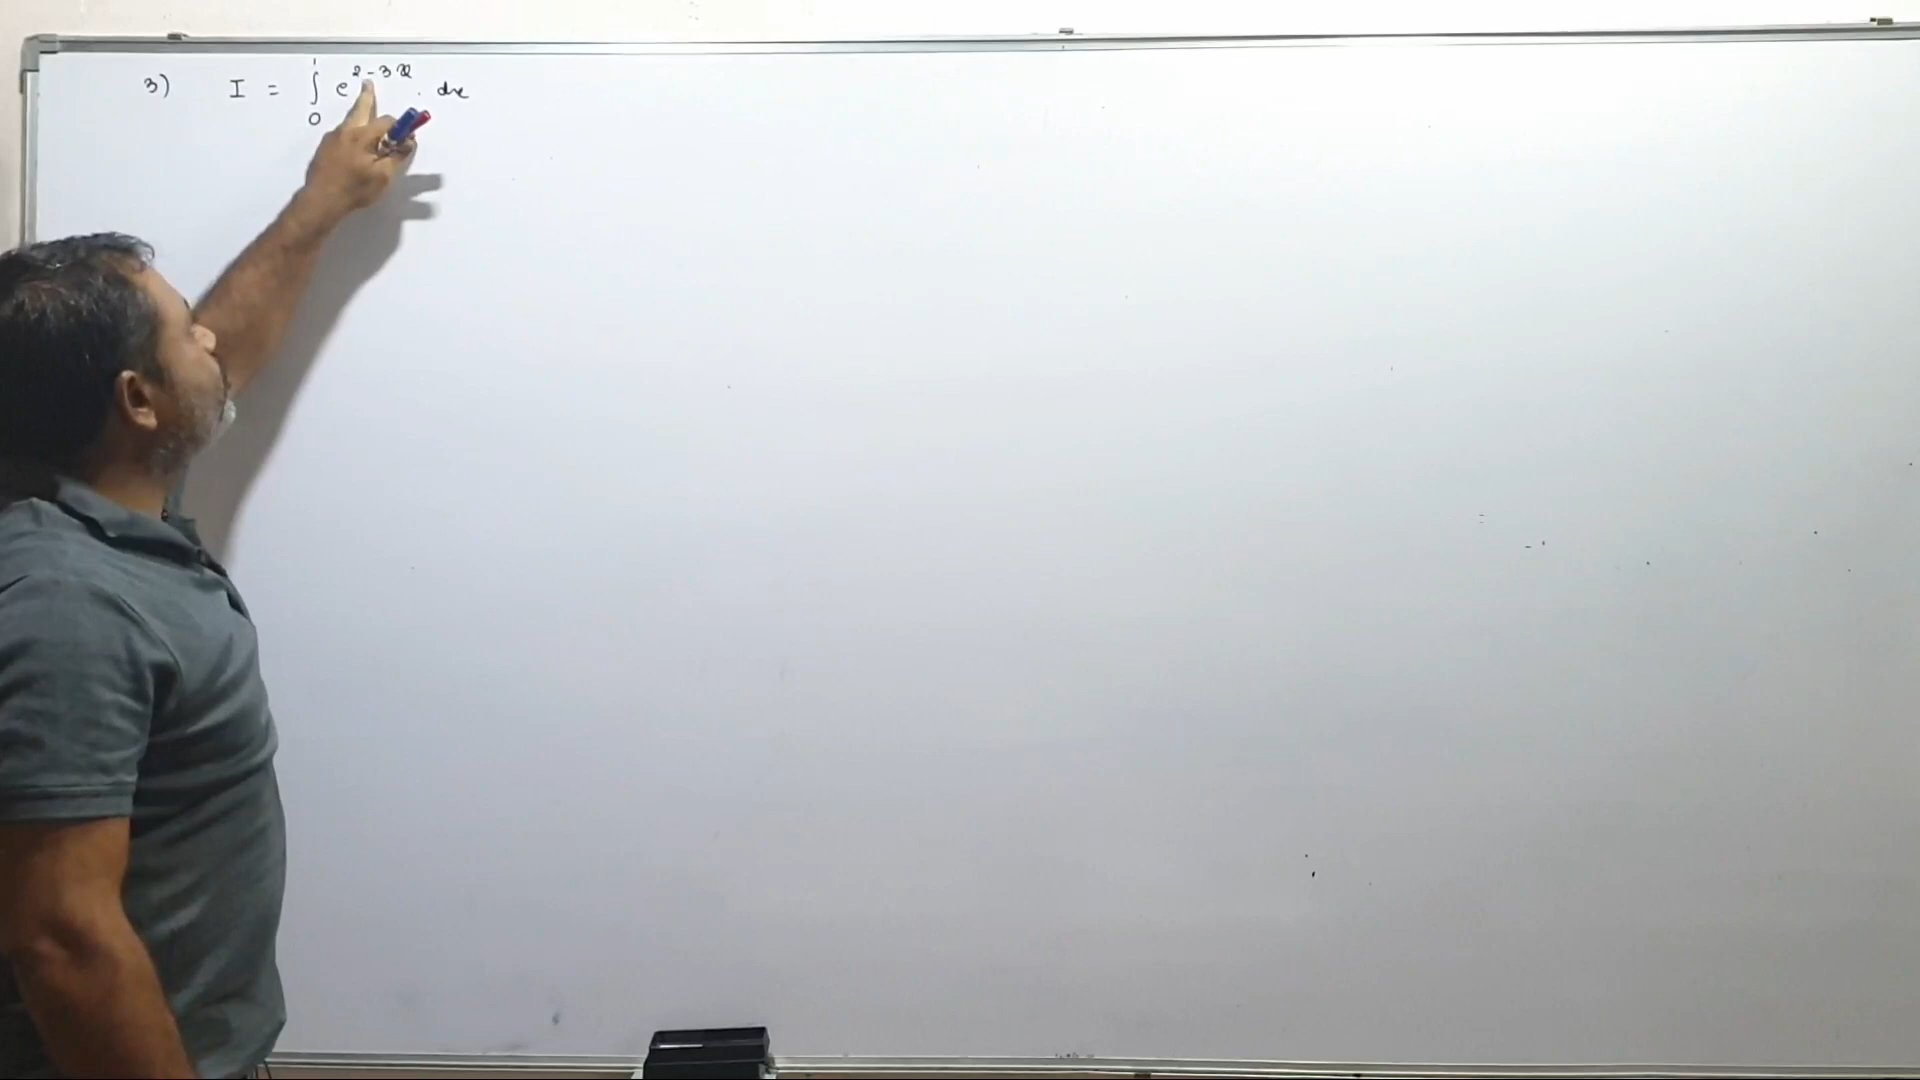 3) I = ∫₀¹ e^{2-3x} . dx